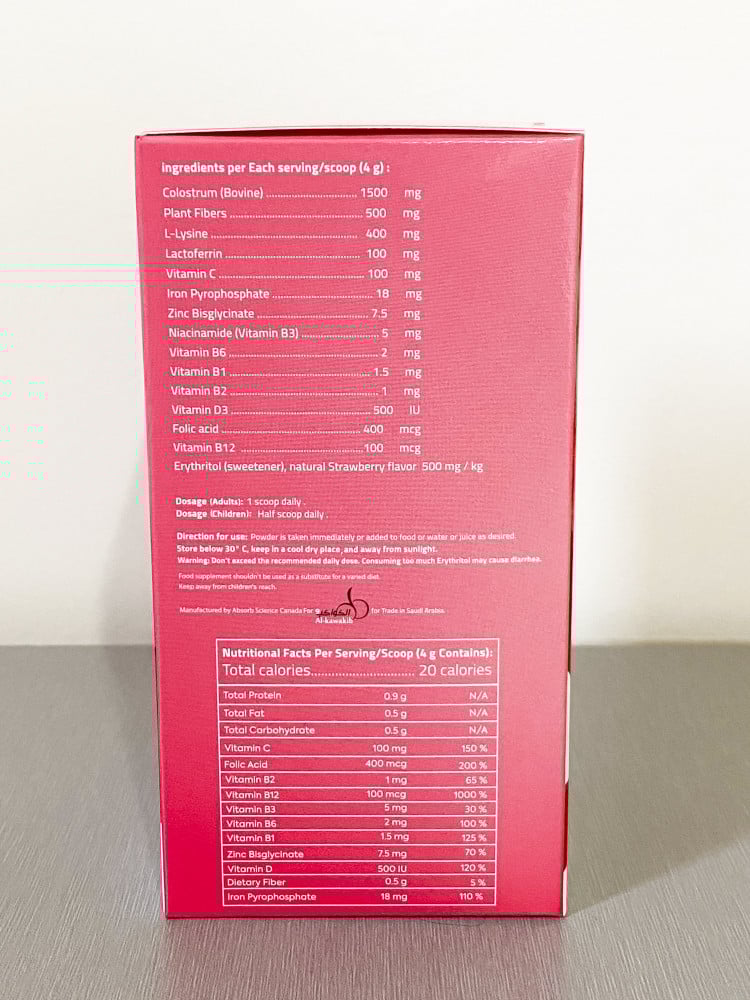 ingredients per Each serving/scoop (4 g) :
Colostrum (Bovine) ........................ 1500 mg
Plant Fibers ........................ 500 mg
L-Lysine ........................ 400 mg
Lactoferrin ........................ 100 mg
Vitamin C ........................ 100 mg
Iron Pyrophosphate ........................ 18 mg
Zinc Bisglycinate ........................ 7.5 mg
Niacinamide (Vitamin B3) ........................ 5 mg
Vitamin B6 ........................ 2 mg
Vitamin B1 ........................ 1.5 mg
Vitamin B2 ........................ 1 mg
Vitamin D3 ........................ 500 IU
Folic acid ........................ 400 mcg
Vitamin B12 ........................ 100 mcg
Erythritol (sweetener), natural Strawberry flavor 500 mg / kg
Dosage (Adults): 1 scoop daily .
Dosage (Children): Half scoop daily .
Direction for use: Powder is taken immediately or added to food or water or juice as desired.
Store below 30° C, keep in a cool dry place, and away from sunlight.
Warning: Don't exceed the recommended daily dose. Consuming too much Erythritol may cause diarrhea.
Food supplement shouldn't be used as a substitute for a varied diet.
Keep away from children's reach.
Manufactured by Absorb Science Canada For الكواكب Al-kawakib for Trade in Saudi Arabia.
Nutritional Facts Per Serving/Scoop (4 g Contains):
Total calories........................ 20 calories
Total Protein 0.9 g N/A
Total Fat 0.5 g N/A
Total Carbohydrate 0.5 g N/A
Vitamin C 100 mg 150 %
Folic Acid 400 mcg 200 %
Vitamin B2 1 mg 65 %
Vitamin B12 100 mcg 1000 %
Vitamin B3 5 mg 30 %
Vitamin B6 2 mg 100 %
Vitamin B1 1.5 mg 125 %
Zinc Bisglycinate 7.5 mg 70 %
Vitamin D 500 IU 120 %
Dietary Fiber 0.5 g 5 %
Iron Pyrophosphate 18 mg 110 %